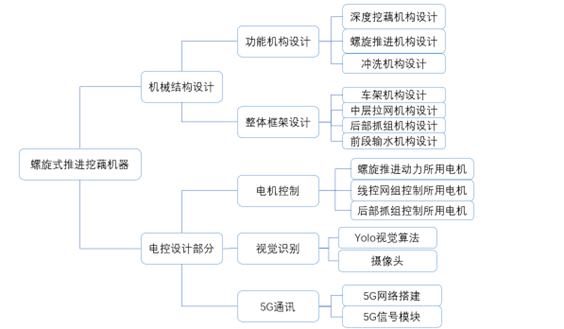 螺旋式推进挖藕机器
机械结构设计
功能机构设计
深度挖藕机构设计
螺旋推进机构设计
冲洗机构设计
整体框架设计
车架机构设计
中层拉网机构设计
后部抓组机构设计
前段输水机构设计
电控设计部分
电机控制
螺旋推进动力所用电机
线控网组控制所用电机
后部抓组控制所用电机
视觉识别
Yolo视觉算法
摄像头
5G通讯
5G网络搭建
5G信号模块